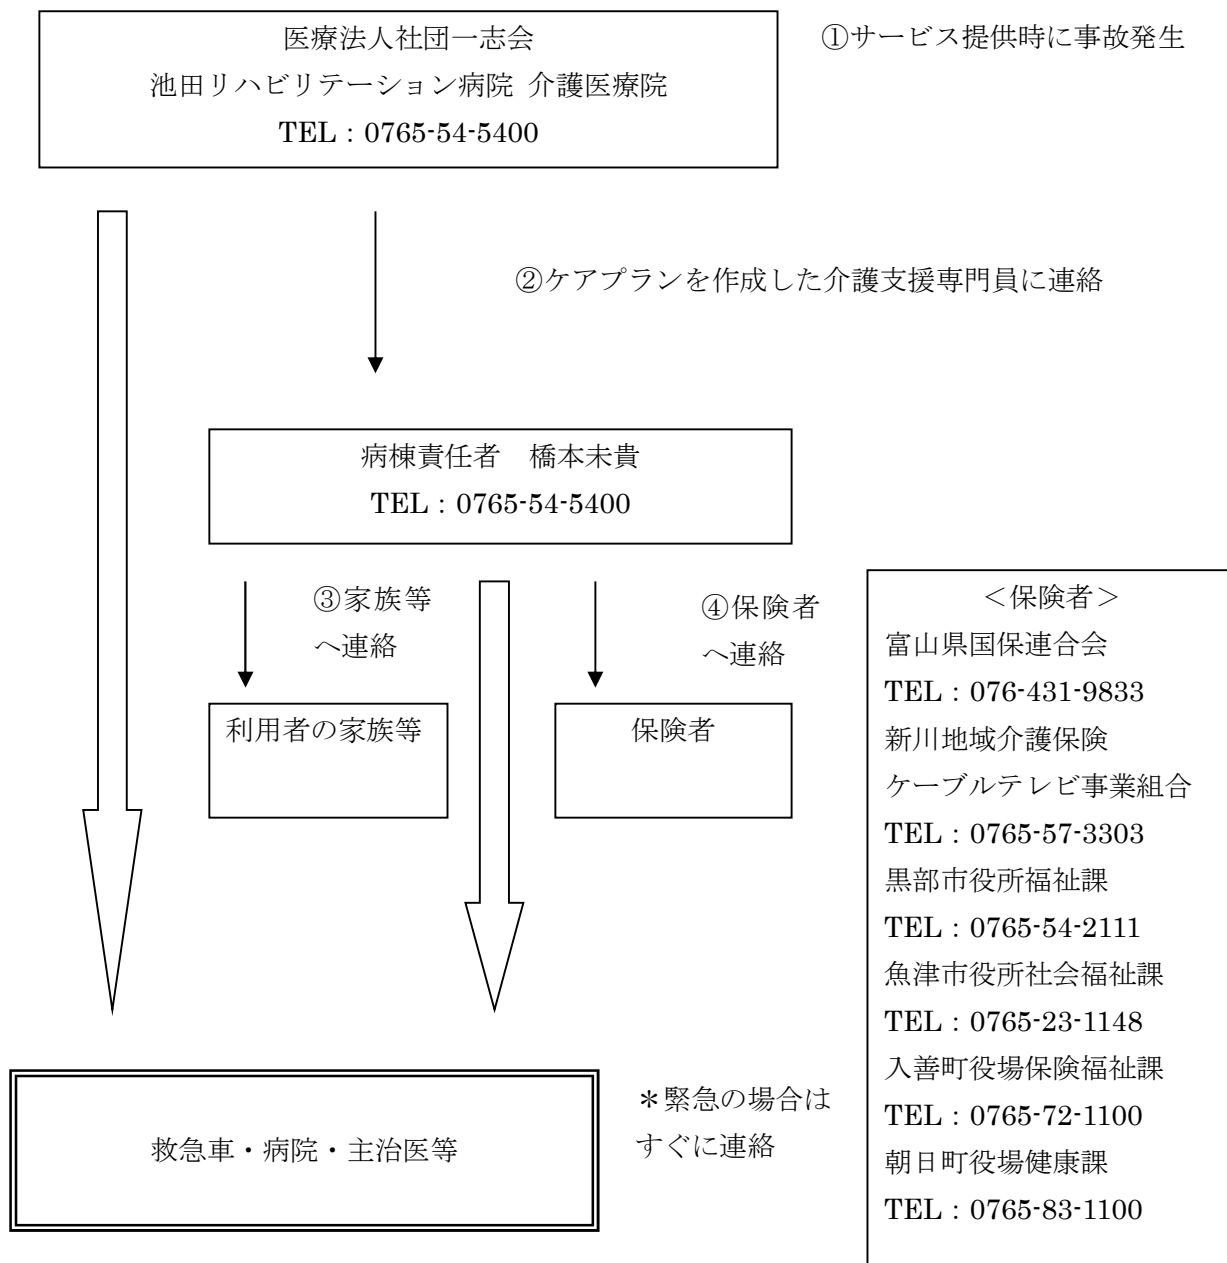 医療法人社団一志会
池田リハビリテーション病院 介護医療院
TEL：0765-54-5400
①サービス提供時に事故発生
②ケアプランを作成した介護支援専門員に連絡
病棟責任者　橋本未貴
TEL：0765-54-5400
③家族等
へ連絡
④保険者
へ連絡
利用者の家族等
保険者
＜保険者＞
富山県国保連合会
TEL：076-431-9833
新川地域介護保険
ケーブルテレビ事業組合
TEL：0765-57-3303
黒部市役所福祉課
TEL：0765-54-2111
魚津市役所社会福祉課
TEL：0765-23-1148
入善町役場保険福祉課
TEL：0765-72-1100
朝日町役場健康課
TEL：0765-83-1100
救急車・病院・主治医等
＊緊急の場合は
すぐに連絡